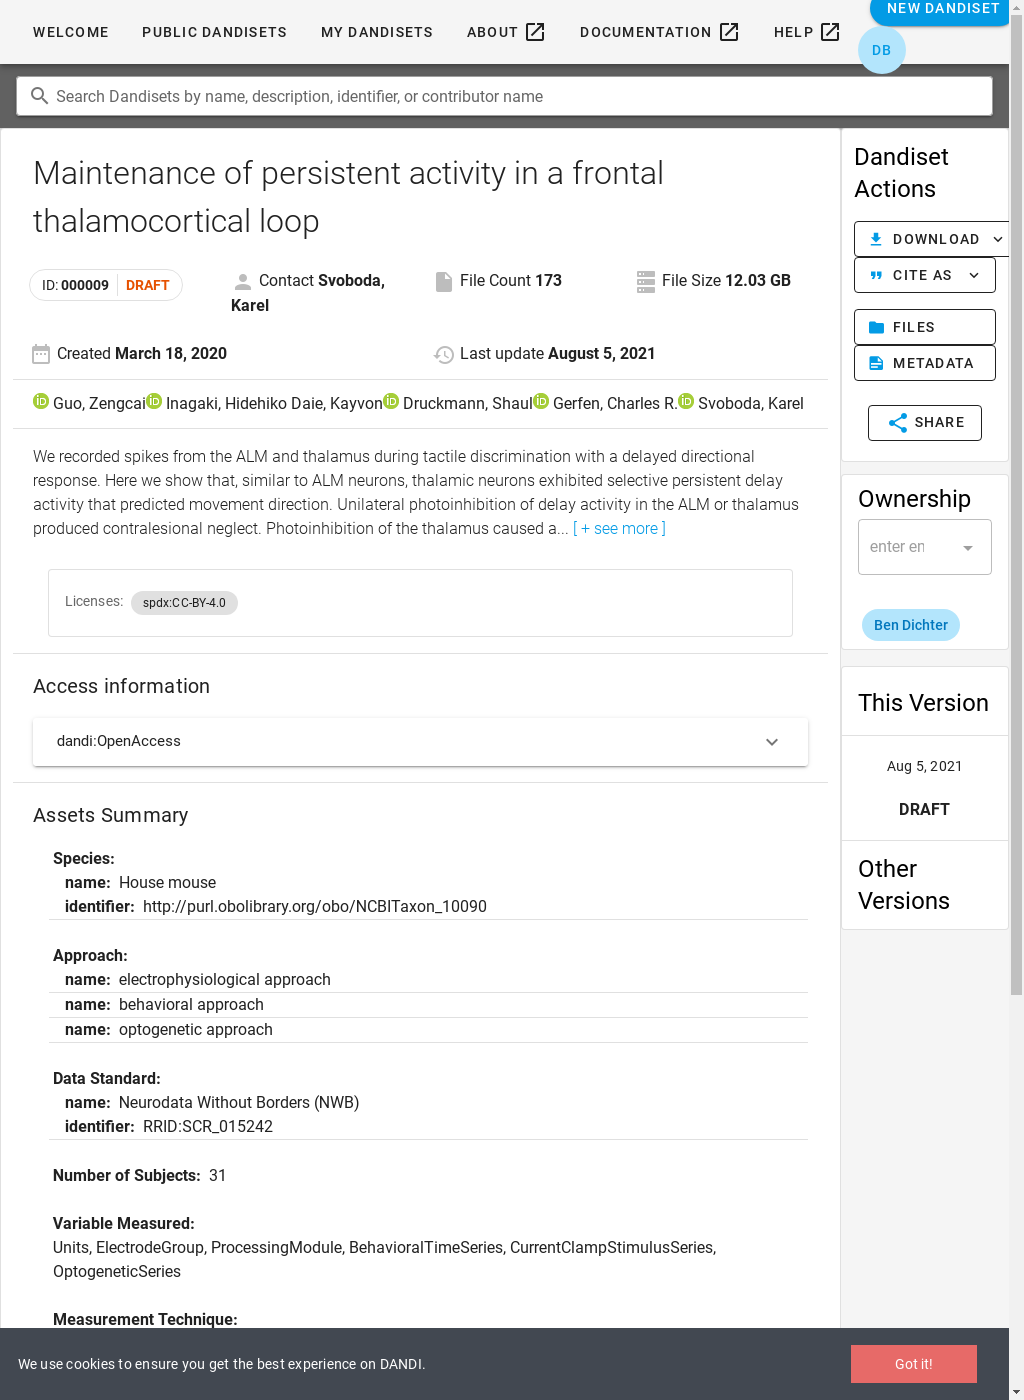 WELCOME PUBLIC DANDISETS MY DANDISETS ABOUT DOCUMENTATION HELP NEW DANDISET
DB
Search Dandisets by name, description, identifier, or contributor name
Maintenance of persistent activity in a frontal
thalamocortical loop
ID: 000009 DRAFT
Contact Svoboda,
Karel
File Count 173
File Size 12.03 GB
Created March 18, 2020
Last update August 5, 2021
Guo, Zengcai Inagaki, Hidehiko Daie, Kayvon Druckmann, Shaul Gerfen, Charles R. Svoboda, Karel
We recorded spikes from the ALM and thalamus during tactile discrimination with a delayed directional
response. Here we show that, similar to ALM neurons, thalamic neurons exhibited selective persistent delay
activity that predicted movement direction. Unilateral photoinhibition of delay activity in the ALM or thalamus
produced contralesional neglect. Photoinhibition of the thalamus caused a... [ + see more ]
Licenses: spdx:CC-BY-4.0
Access information
dandi:OpenAccess
Assets Summary
Species:
name: House mouse
identifier: http://purl.obolibrary.org/obo/NCBITaxon_10090
Approach:
name: electrophysiological approach
name: behavioral approach
name: optogenetic approach
Data Standard:
name: Neurodata Without Borders (NWB)
identifier: RRID:SCR_015242
Number of Subjects: 31
Variable Measured:
Units, ElectrodeGroup, ProcessingModule, BehavioralTimeSeries, CurrentClampStimulusSeries,
OptogeneticSeries
Measurement Technique:
Dandiset
Actions
DOWNLOAD
CITE AS
FILES
METADATA
SHARE
Ownership
enter en
Ben Dichter
This Version
Aug 5, 2021
DRAFT
Other
Versions
We use cookies to ensure you get the best experience on DANDI.
Got it!